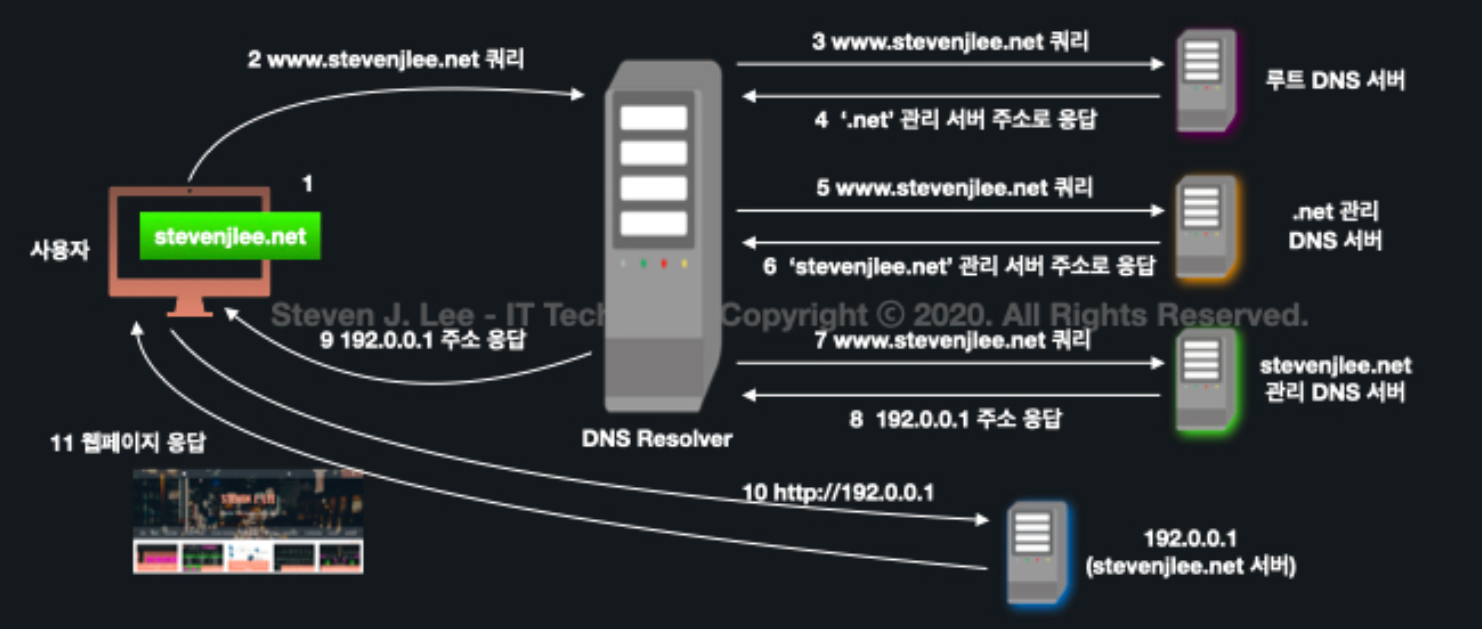 2 www.stevenjlee.net 쿼리
3 www.stevenjlee.net 쿼리
루트 DNS 서버
4 '.net' 관리 서버 주소로 응답
1
5 www.stevenjlee.net 쿼리
.net 관리
DNS 서버
사용자
stevenjlee.net
6 'stevenjlee.net' 관리 서버 주소로 응답
Steven J. Lee - IT Tech Copyright © 2020. All Rights Reserved.
9 192.0.0.1 주소 응답
7 www.stevenjlee.net 쿼리
stevenjlee.net
관리 DNS 서버
8 192.0.0.1 주소 응답
DNS Resolver
11 웹페이지 응답
10 http://192.0.0.1
192.0.0.1
(stevenjlee.net 서버)